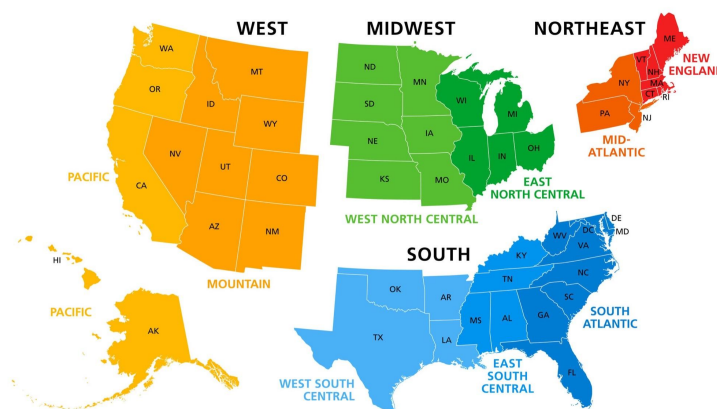 WEST
MIDWEST
NORTHEAST
WA
OR
CA
NV
ID
MT
WY
UT
CO
AZ
NM
PACIFIC
MOUNTAIN
HI
PACIFIC
AK
ND
SD
NE
KS
MN
IA
MO
WI
IL
IN
MI
OH
WEST NORTH CENTRAL
EAST
NORTH CENTRAL
ME
VT
NH
MA
CT
RI
NEW
ENGLAND
NY
PA
NJ
MID-
ATLANTIC
SOUTH
OK
TX
AR
LA
WEST SOUTH
CENTRAL
KY
TN
MS
AL
EAST
SOUTH
CENTRAL
DE
MD
DC
WV
VA
NC
SC
GA
FL
SOUTH
ATLANTIC